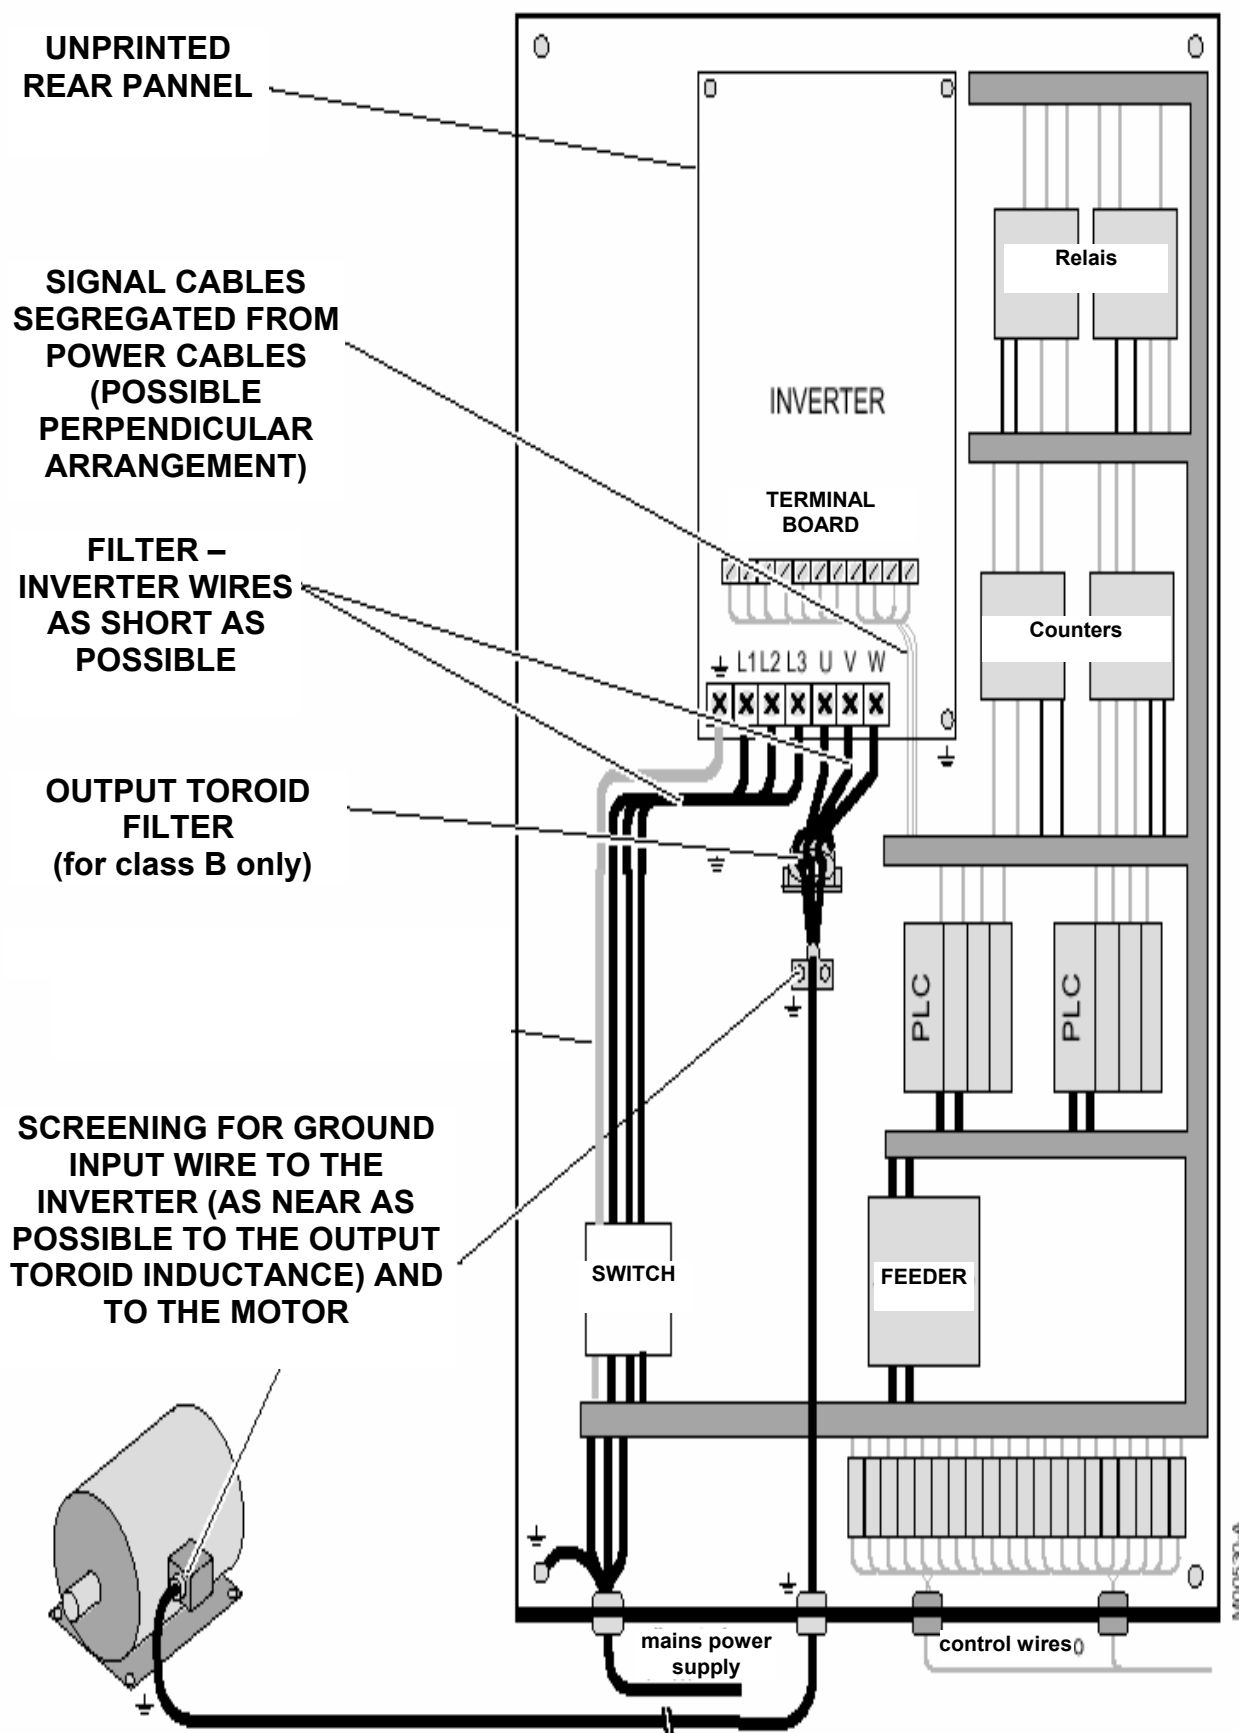 UNPRINTED
REAR PANNEL
SIGNAL CABLES
SEGREGATED FROM
POWER CABLES
(POSSIBLE
PERPENDICULAR
ARRANGEMENT)
FILTER –
INVERTER WIRES
AS SHORT AS
POSSIBLE
OUTPUT TOROID
FILTER
(for class B only)
SCREENING FOR GROUND
INPUT WIRE TO THE
INVERTER (AS NEAR AS
POSSIBLE TO THE OUTPUT
TOROID INDUCTANCE) AND
TO THE MOTOR
INVERTER
TERMINAL
BOARD
L1 L2 L3 U V W
Relais
Counters
PLC
PLC
SWITCH
FEEDER
mains power
supply
control wires
M00530-A